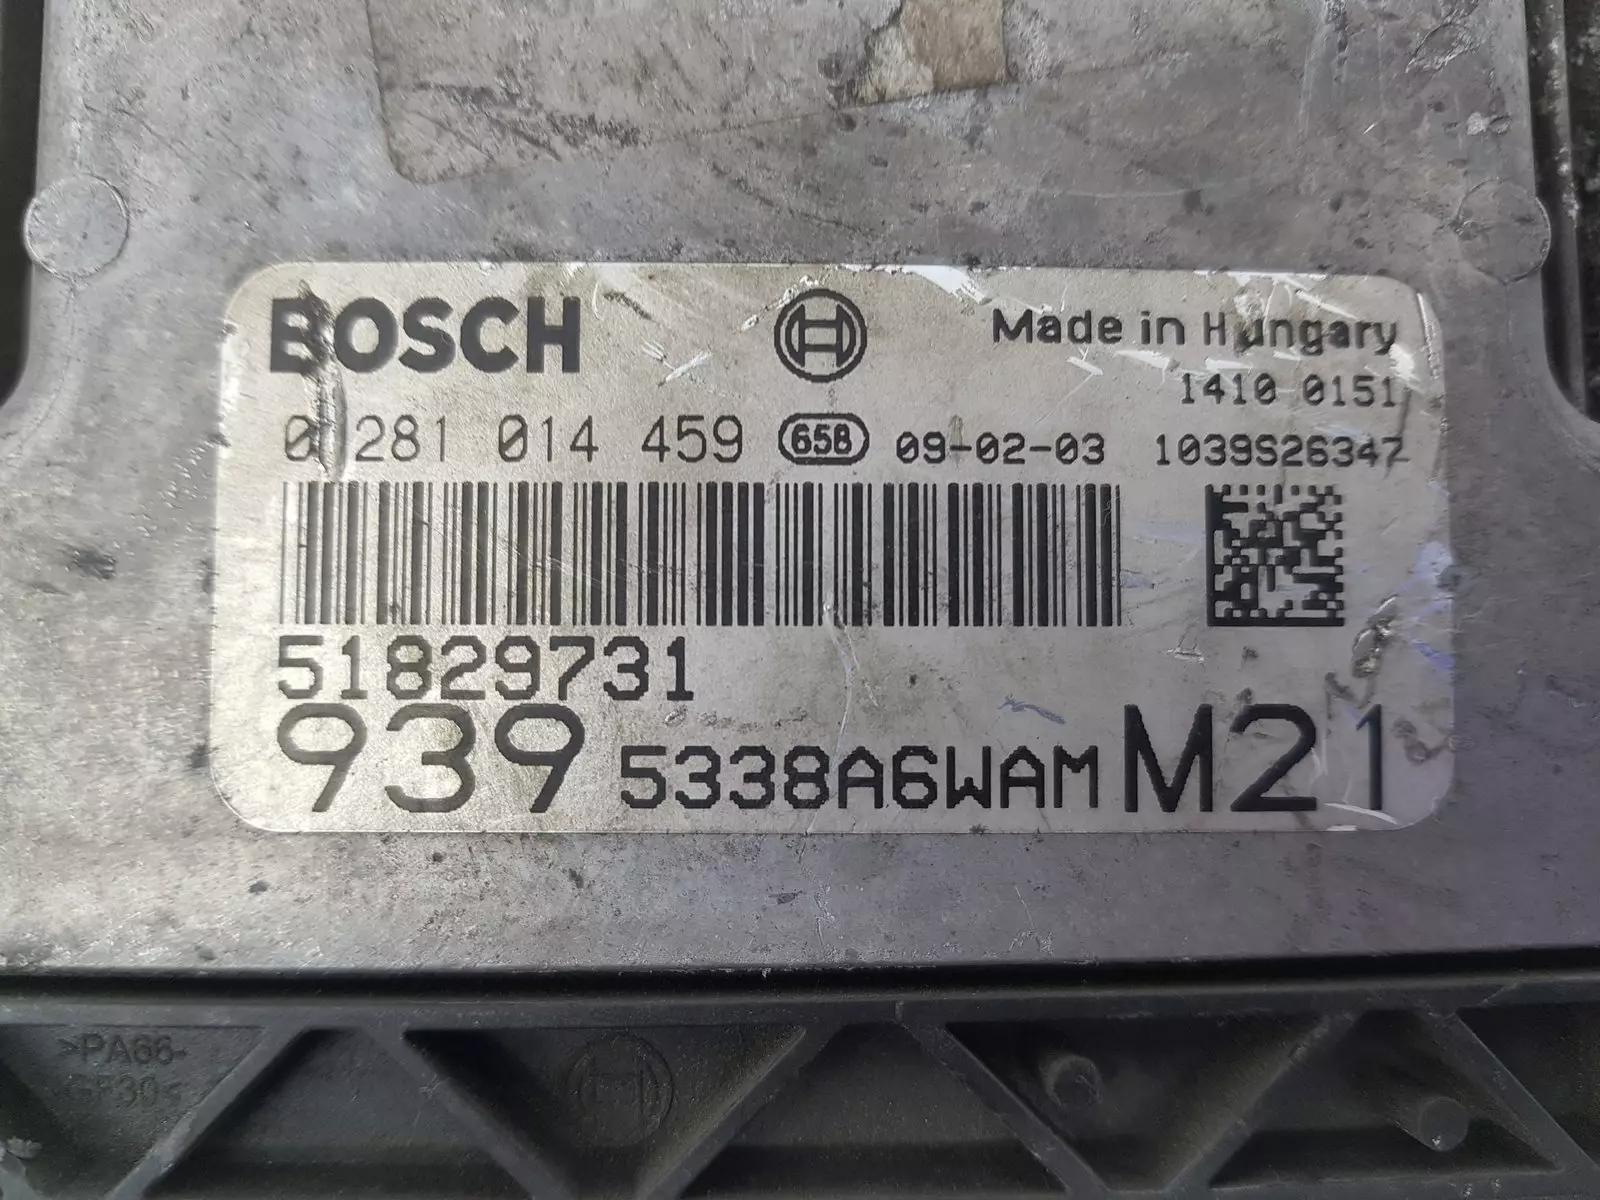 BOSCH
Made in Hungary
1410 0151
0 281 014 459 658 09-02-03 1039S26347
51829731
939 5338A6WAM M21
>PA66-
GF30<